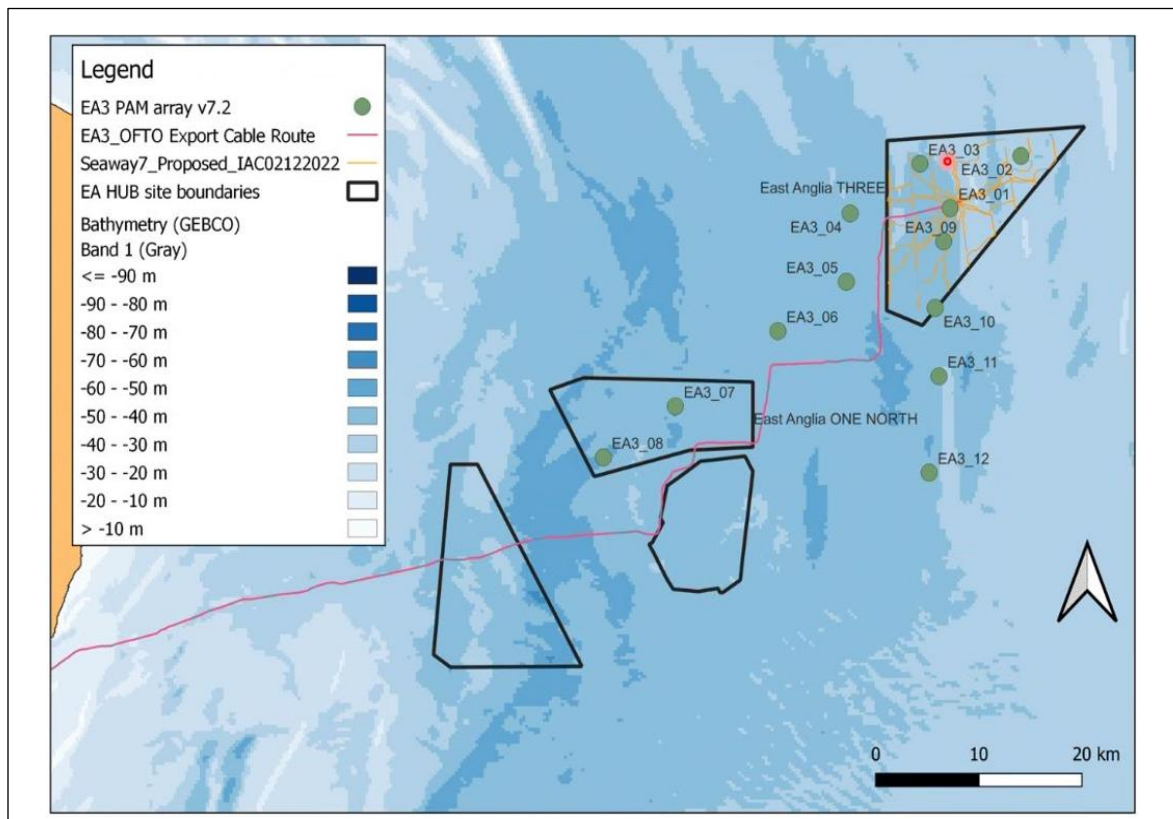 Legend
EA3 PAM array v7.2
EA3_OFTO Export Cable Route
Seaway7_Proposed_IAC02122022
EA HUB site boundaries
Bathymetry (GEBCO)
Band 1 (Gray)
<= -90 m
-90 - -80 m
-80 - -70 m
-70 - -60 m
-60 - -50 m
-50 - -40 m
-40 - -30 m
-30 - -20 m
-20 - -10 m
> -10 m
EA3_03
EA3_02
East Anglia THREE
EA3_01
EA3_04
EA3_09
EA3_05
EA3_06
EA3_10
EA3_11
EA3_07
East Anglia ONE NORTH
EA3_08
EA3_12
0 10 20 km